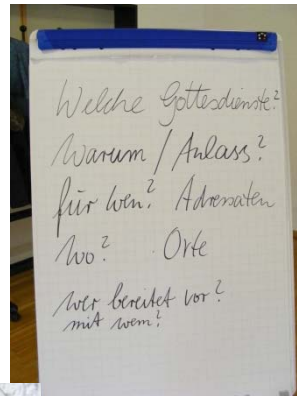 Welche Gottesdienste?
Warum / Anlass?
für wen? Adressaten
Wo? Orte
wer bereitet vor?
mit wem?